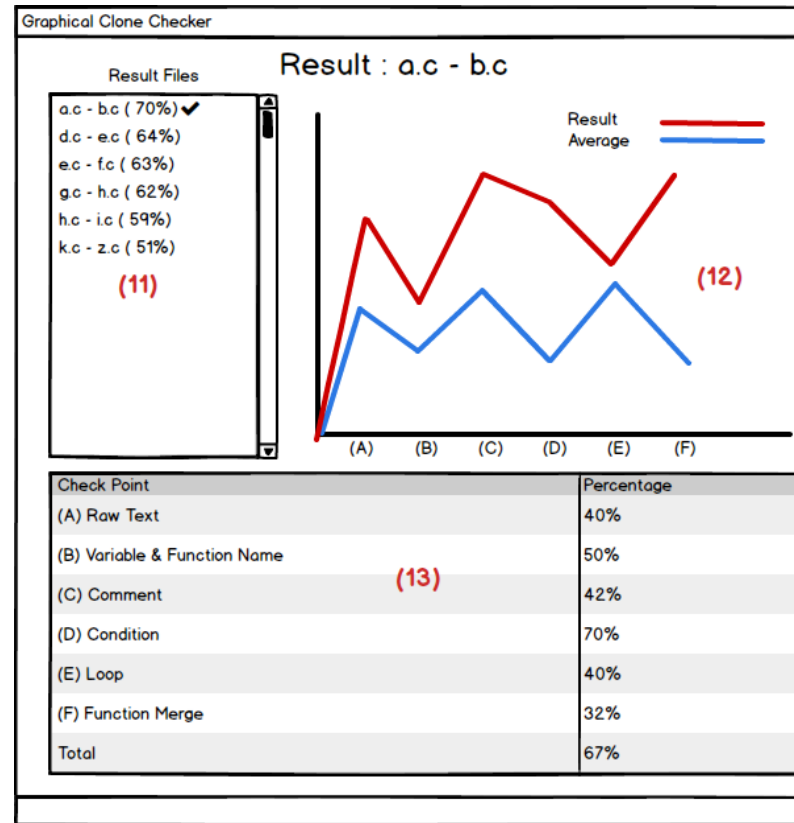 Graphical Clone Checker
Result : a.c - b.c
Result Files
a.c - b.c ( 70%)
d.c - e.c ( 64%)
e.c - f.c ( 63%)
g.c - h.c ( 62%)
h.c - i.c ( 59%)
k.c - z.c ( 51%)
(11)
Result
Average
(12)
(A) (B) (C) (D) (E) (F)
Check Point Percentage
(A) Raw Text 40%
(B) Variable & Function Name 50%
(13)
(C) Comment 42%
(D) Condition 70%
(E) Loop 40%
(F) Function Merge 32%
Total 67%